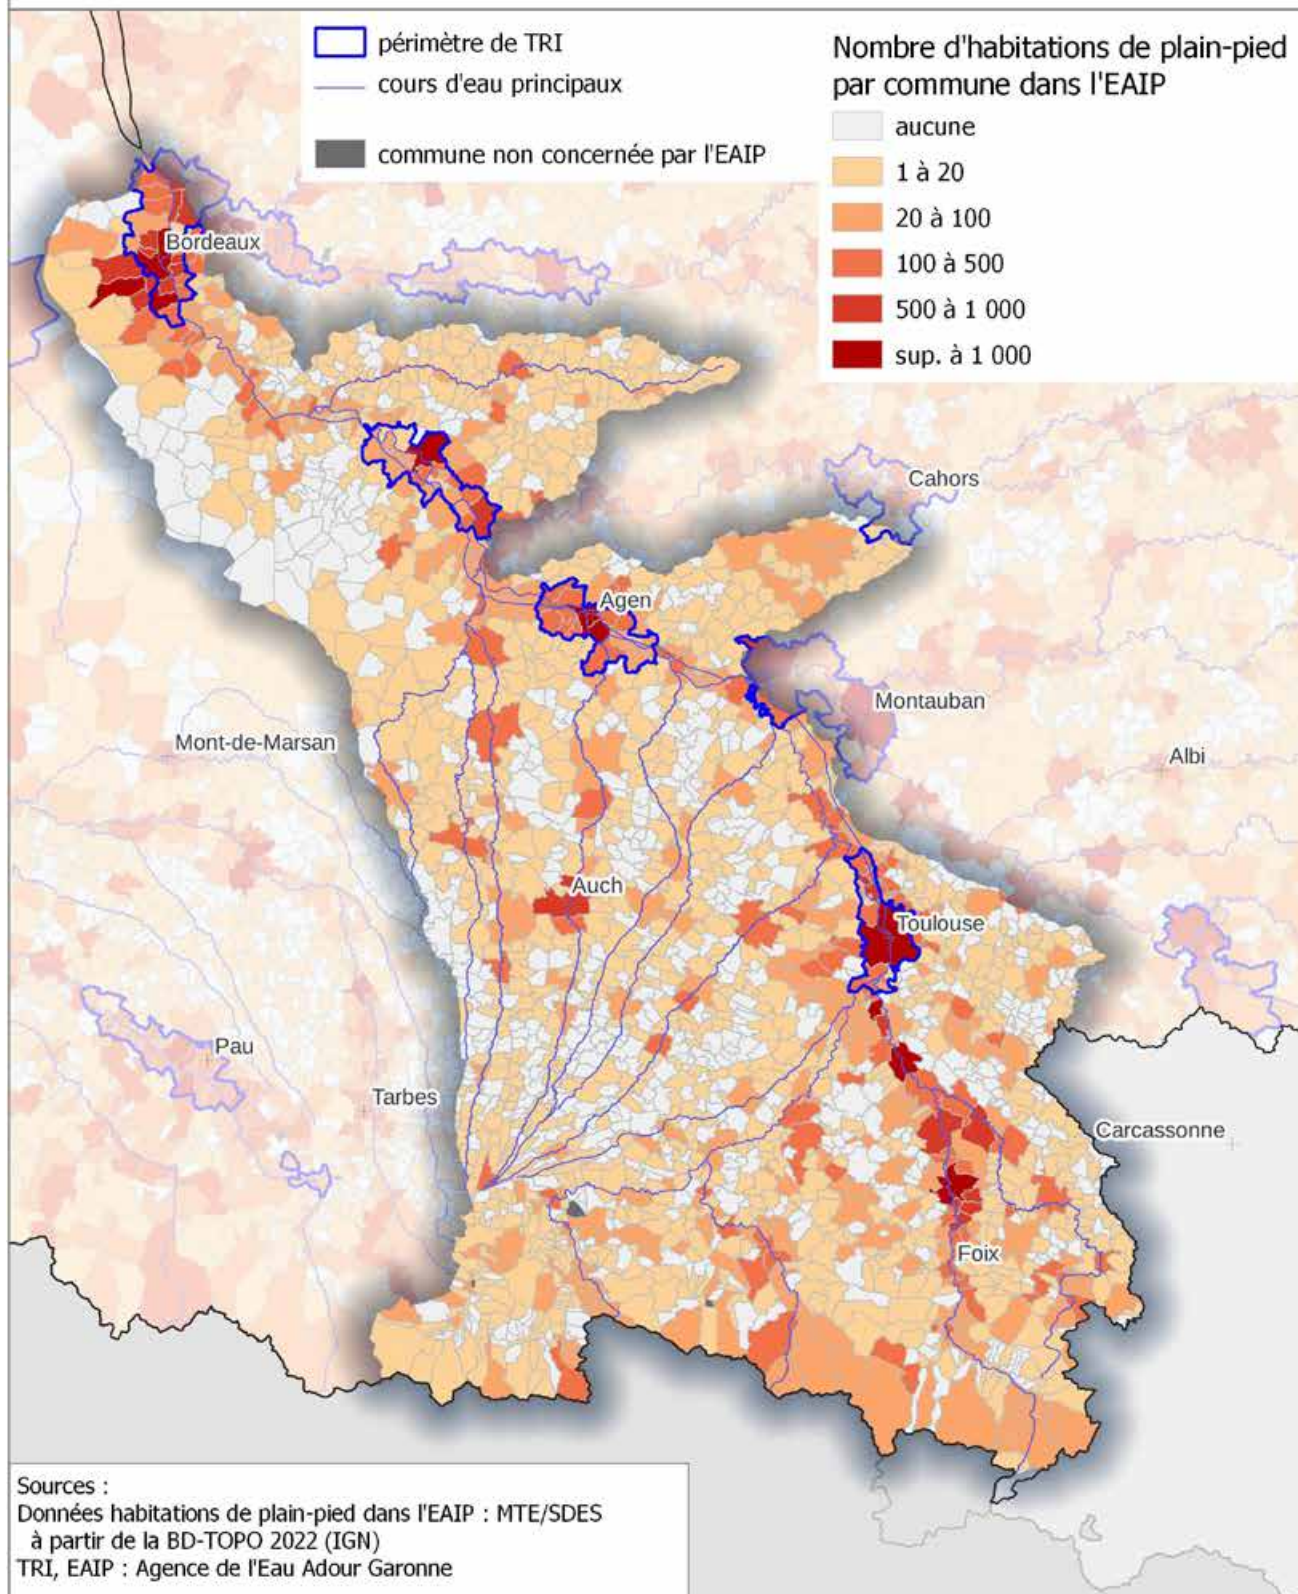 périmètre de TRI
cours d'eau principaux
commune non concernée par l'EAIP
Nombre d'habitations de plain-pied
par commune dans l'EAIP
aucune
1 à 20
20 à 100
100 à 500
500 à 1 000
sup. à 1 000
Bordeaux
Cahors
Agen
Montauban
Mont-de-Marsan
Albi
Auch
Toulouse
Pau
Tarbes
Carcassonne
Foix
Sources :
Données habitations de plain-pied dans l'EAIP : MTE/SDES
à partir de la BD-TOPO 2022 (IGN)
TRI, EAIP : Agence de l'Eau Adour Garonne